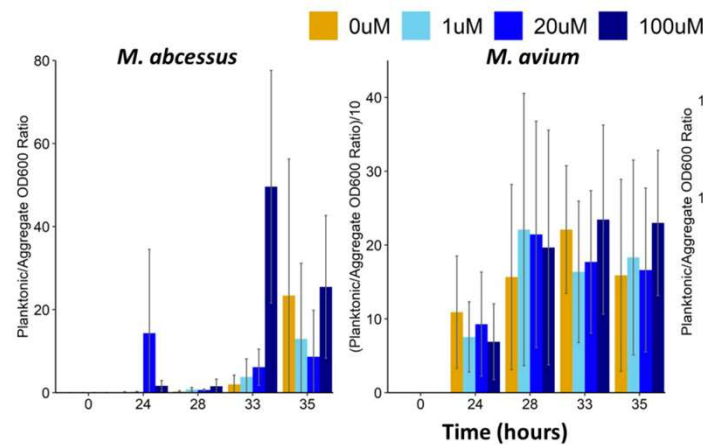 0uM 1uM 20uM 100uM
M. abcessus
M. avium
Planktonic/Aggregate OD600 Ratio
80
60
40
20
0
0 24 28 33 35
(Planktonic/Aggregate OD600 Ratio)/10
40
30
20
10
0
0 24 28 33 35
Planktonic/Aggregate OD600 Ratio
1
1
Time (hours)